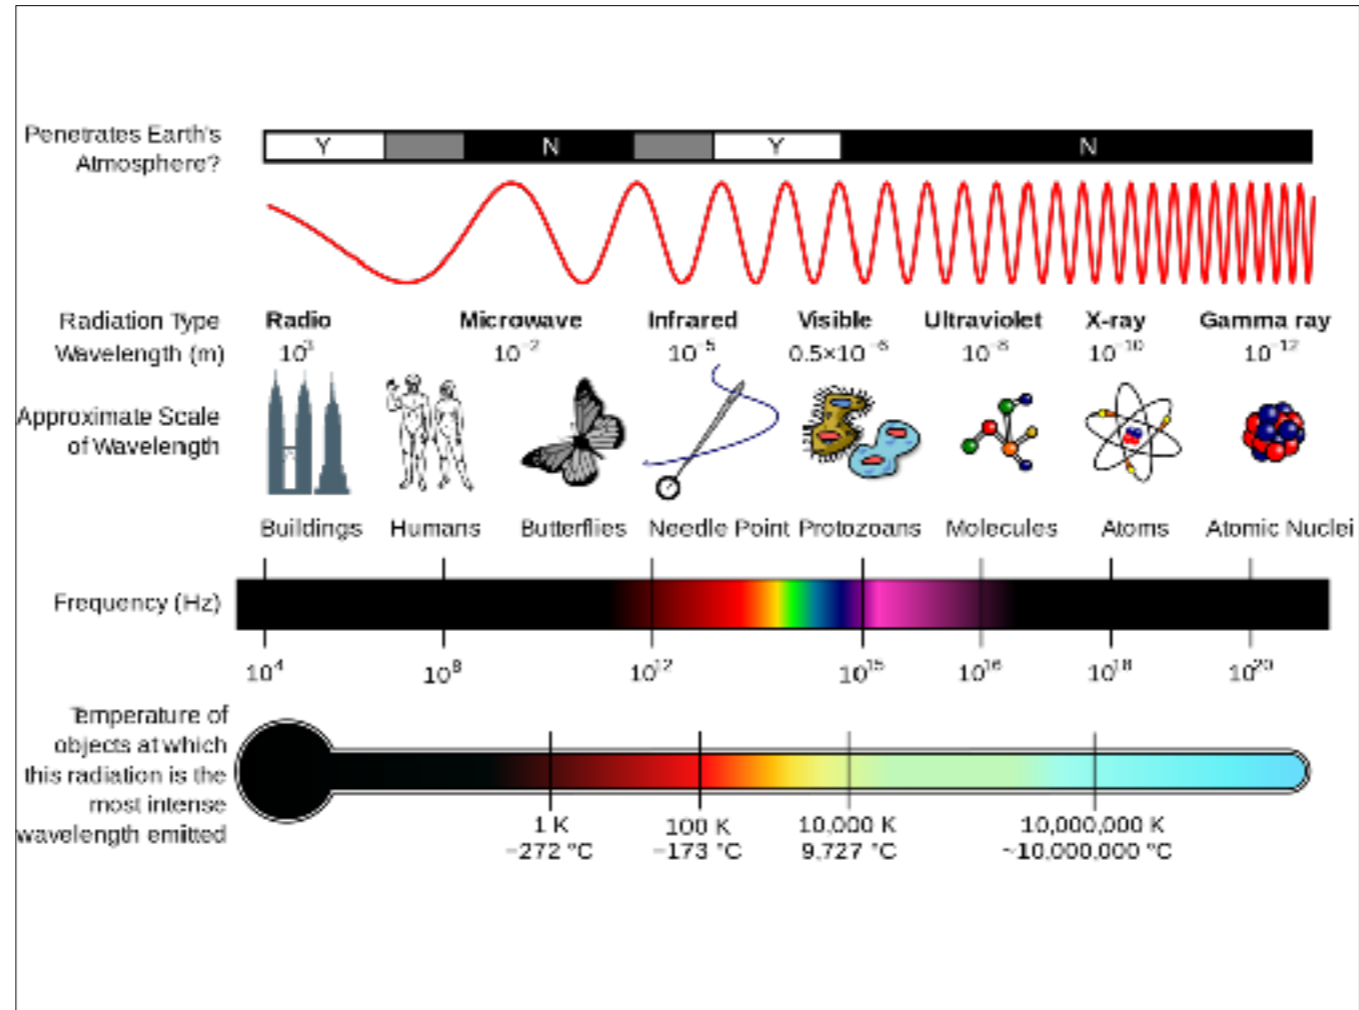 Penetrates Earth's
Atmosphere?
Y N Y N
Radiation Type Radio Microwave Infrared Visible Ultraviolet X-ray Gamma ray
Wavelength (m) 10³ 10⁻² 10⁻⁵ 0.5×10⁻⁶ 10⁻⁸ 10⁻¹⁰ 10⁻¹²
Approximate Scale
of Wavelength
Buildings Humans Butterflies Needle Point Protozoans Molecules Atoms Atomic Nuclei
Frequency (Hz)
10⁴ 10⁸ 10¹² 10¹⁵ 10¹⁶ 10¹⁸ 10²⁰
Temperature of
objects at which
this radiation is the
most intense
wavelength emitted
1 K 100 K 10,000 K 10,000,000 K
−272 °C −173 °C 9,727 °C ~10,000,000 °C